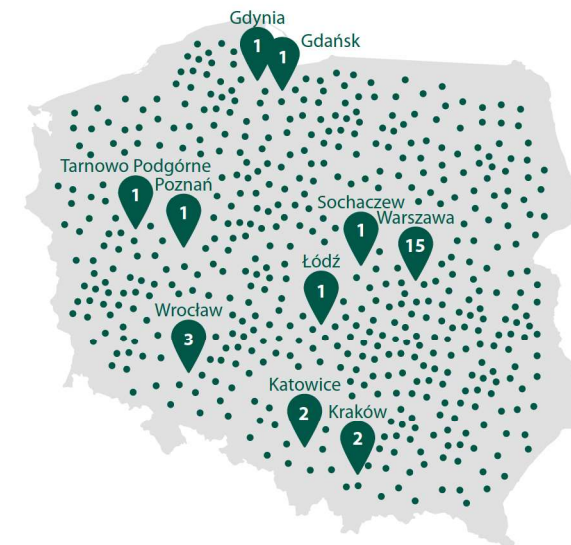 Gdynia
1
Gdańsk
1
Tarnowo Podgórne
1
Poznań
1
Sochaczew
1
Warszawa
15
Łódź
1
Wrocław
3
Katowice
2
Kraków
2